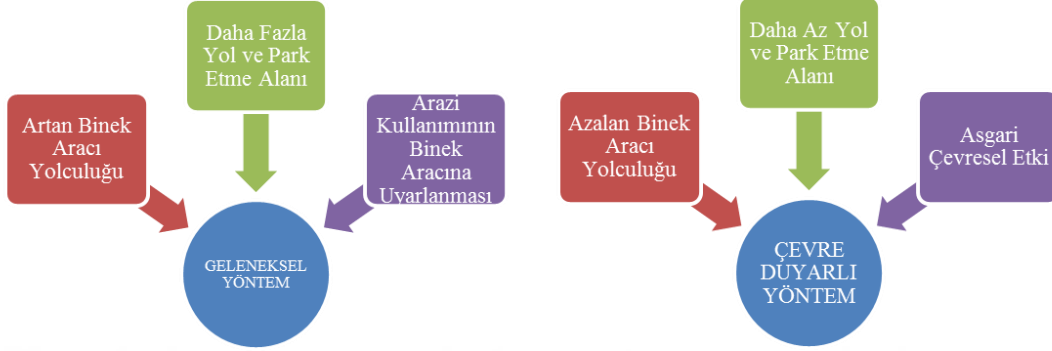 Daha Fazla
Yol ve Park
Etme Alanı
Artan Binek
Aracı
Yolculuğu
Arazi
Kullanımının
Binek
Aracına
Uyarlanması
GELENEKSEL
YÖNTEM
Daha Az Yol
ve Park Etme
Alanı
Azalan Binek
Aracı
Yolculuğu
Asgari
Çevresel Etki
ÇEVRE
DUYARLI
YÖNTEM